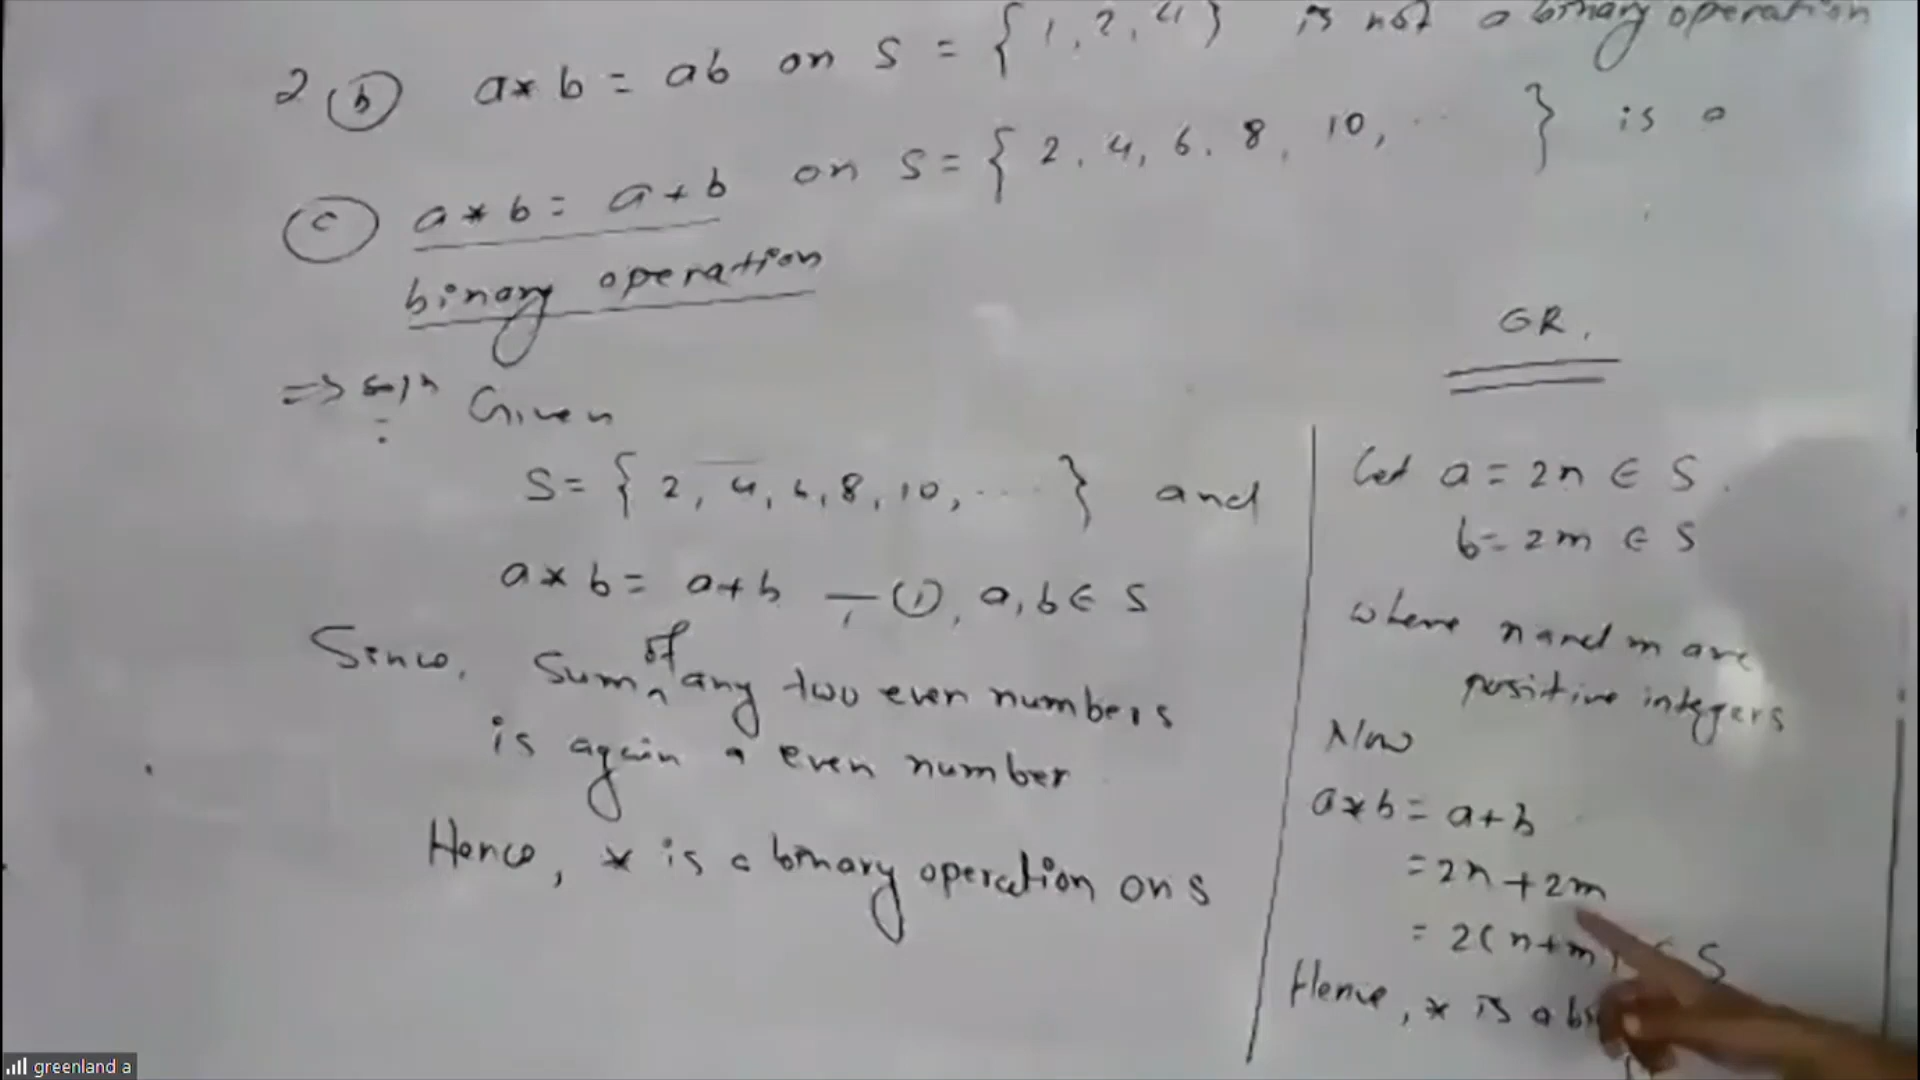 2 (b) a * b = ab on S = { 1, 2, 4 } is not a binary operation
(c) a * b = a + b on S = { 2, 4, 6, 8, 10, ... } is a
binary operation
=> Soln Given
S = { 2, 4, 6, 8, 10, ... } and
a * b = a + b — (1), a, b ∈ S
Since, Sum of any two even numbers
is again a even number
Hence, * is a binary operation on S
OR,
Let a = 2n ∈ S
b = 2m ∈ S
where n and m are
positive integers
Now
a * b = a + b
= 2n + 2m
= 2(n+m) ∈ S
Hence, * is a
greenland a